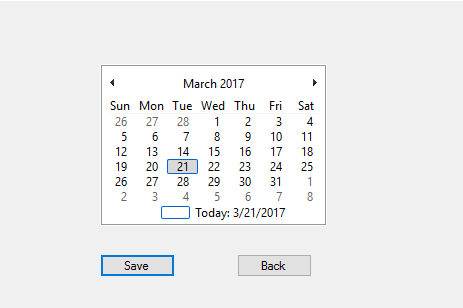 March 2017
Sun Mon Tue Wed Thu Fri Sat
26 27 28 1 2 3 4
5 6 7 8 9 10 11
12 13 14 15 16 17 18
19 20 21 22 23 24 25
26 27 28 29 30 31 1
2 3 4 5 6 7 8
Today: 3/21/2017
Save Back